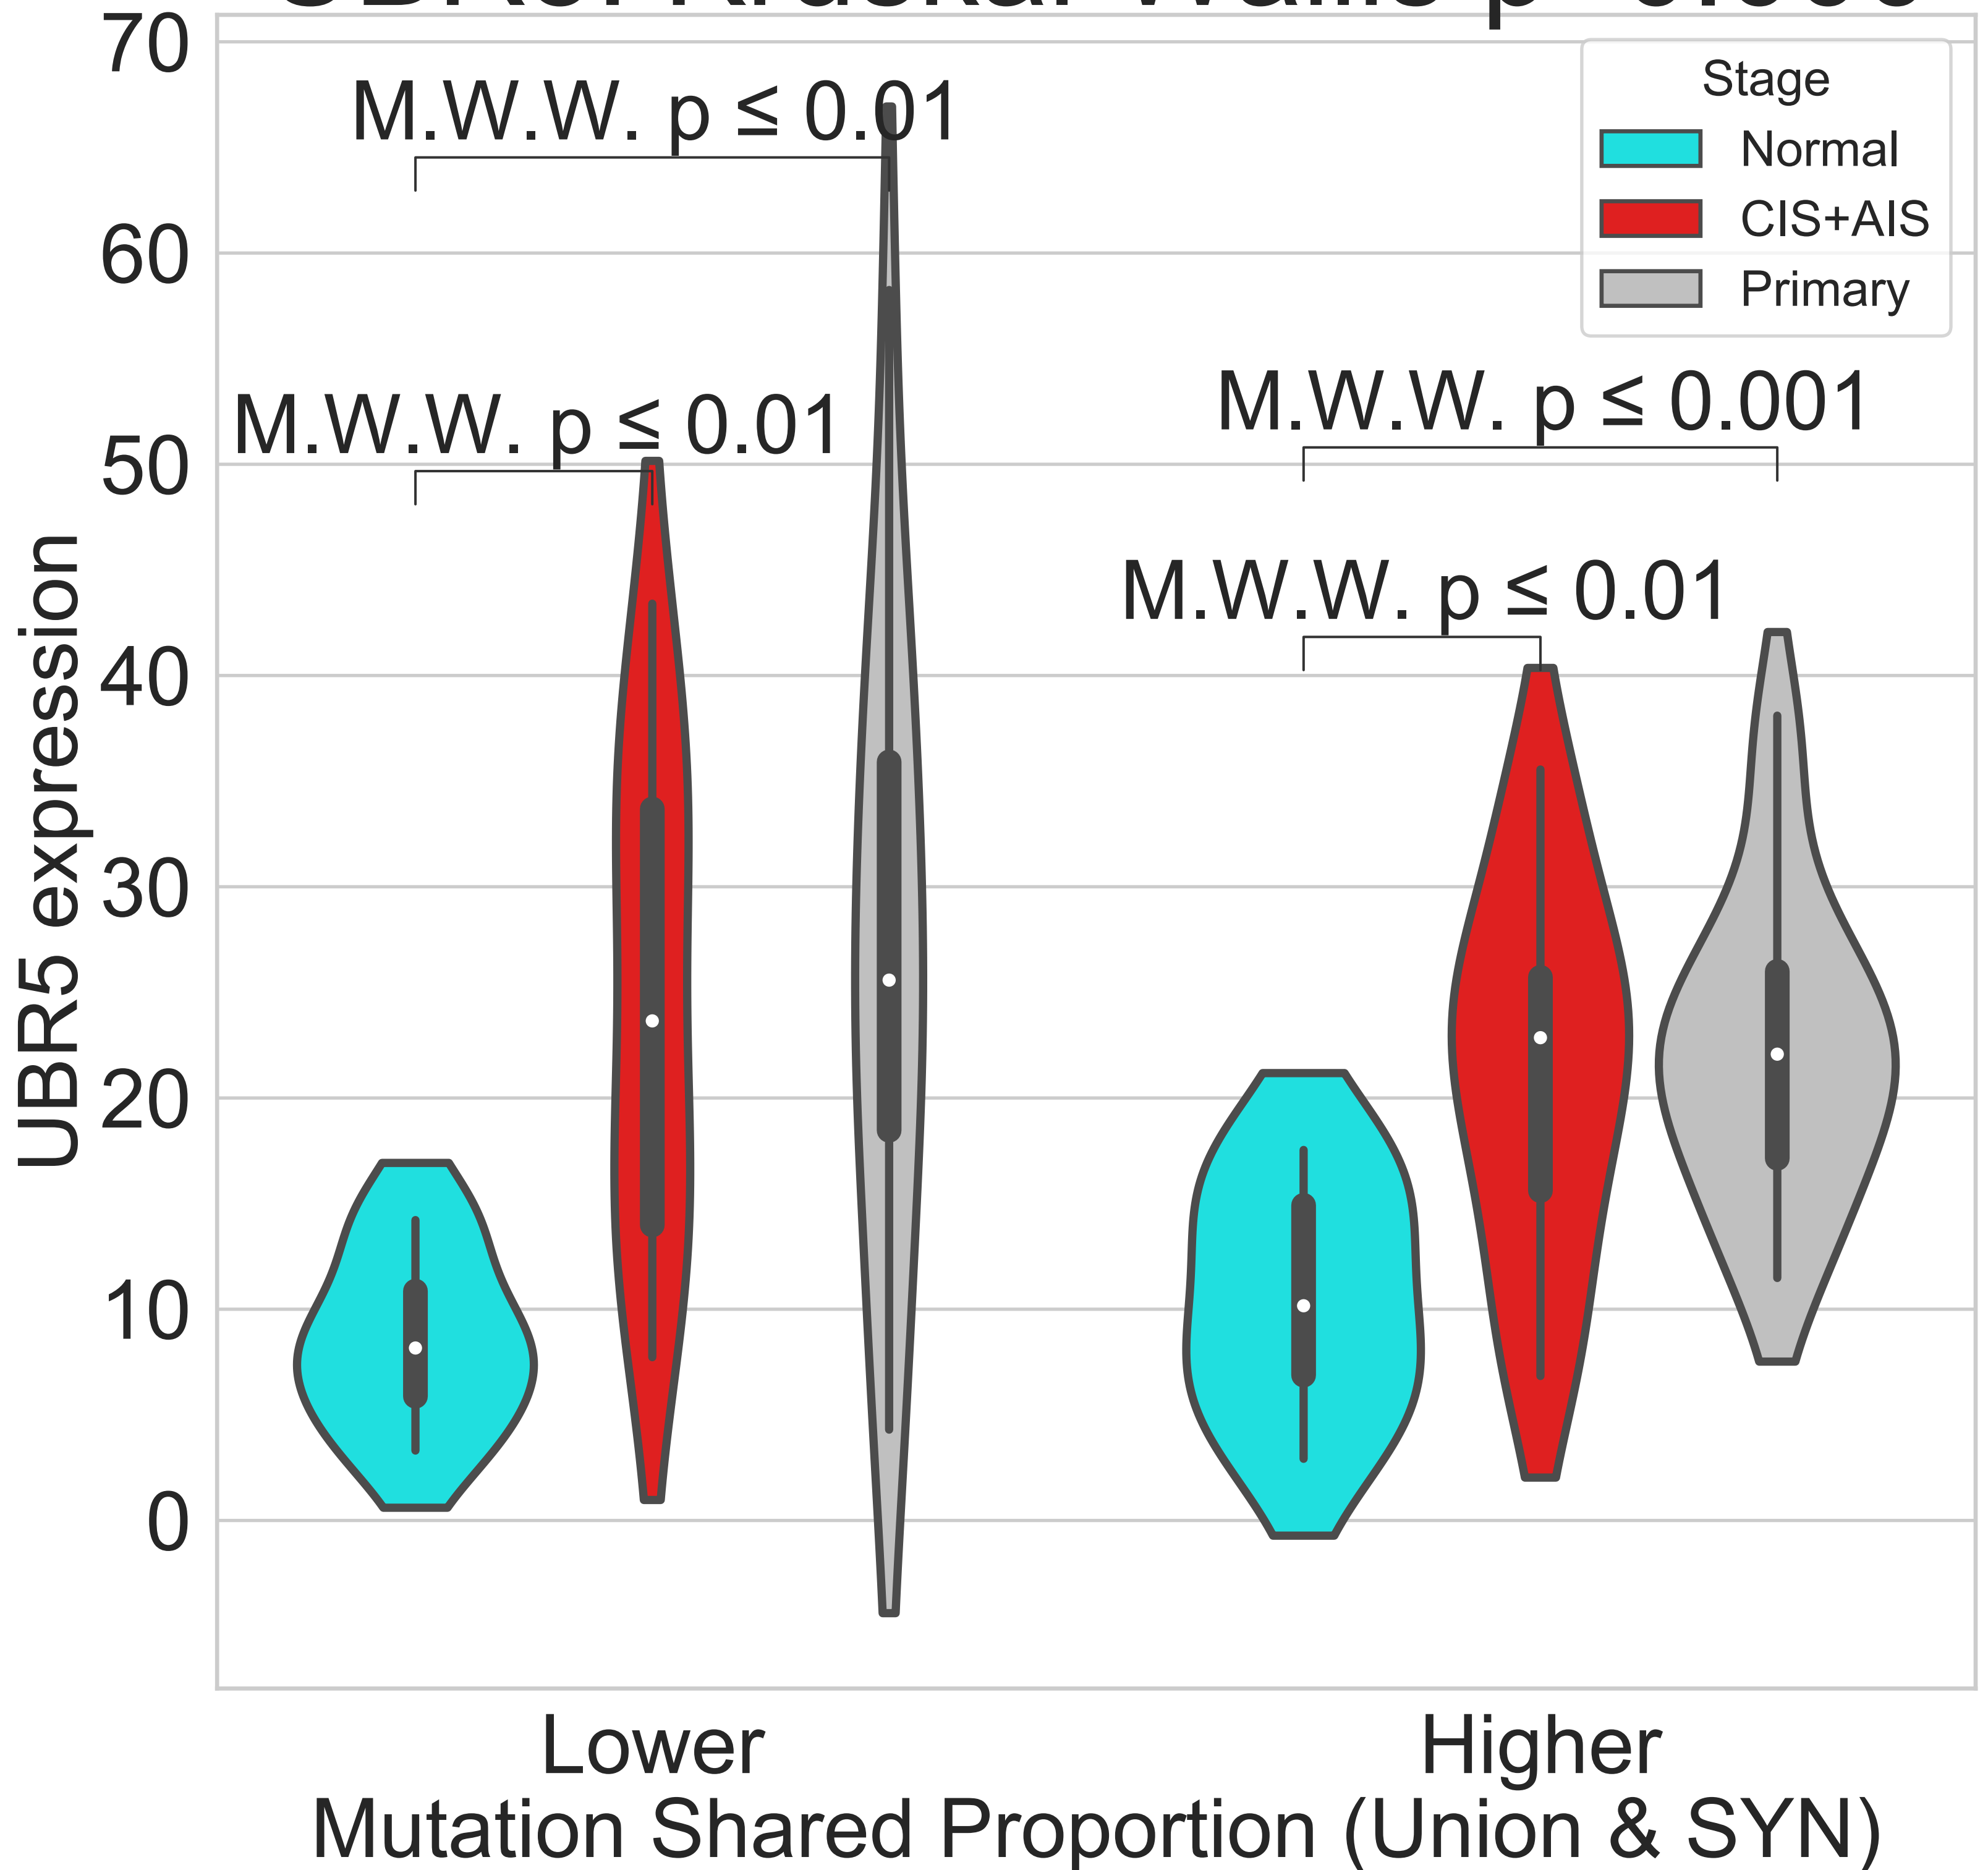 70
60
50
40
30
20
10
0
UBR5 expression
M.W.W. p ≤ 0.01
M.W.W. p ≤ 0.01
M.W.W. p ≤ 0.001
M.W.W. p ≤ 0.01
Stage
Normal
CIS+AIS
Primary
Lower
Higher
Mutation Shared Proportion (Union & SYN)